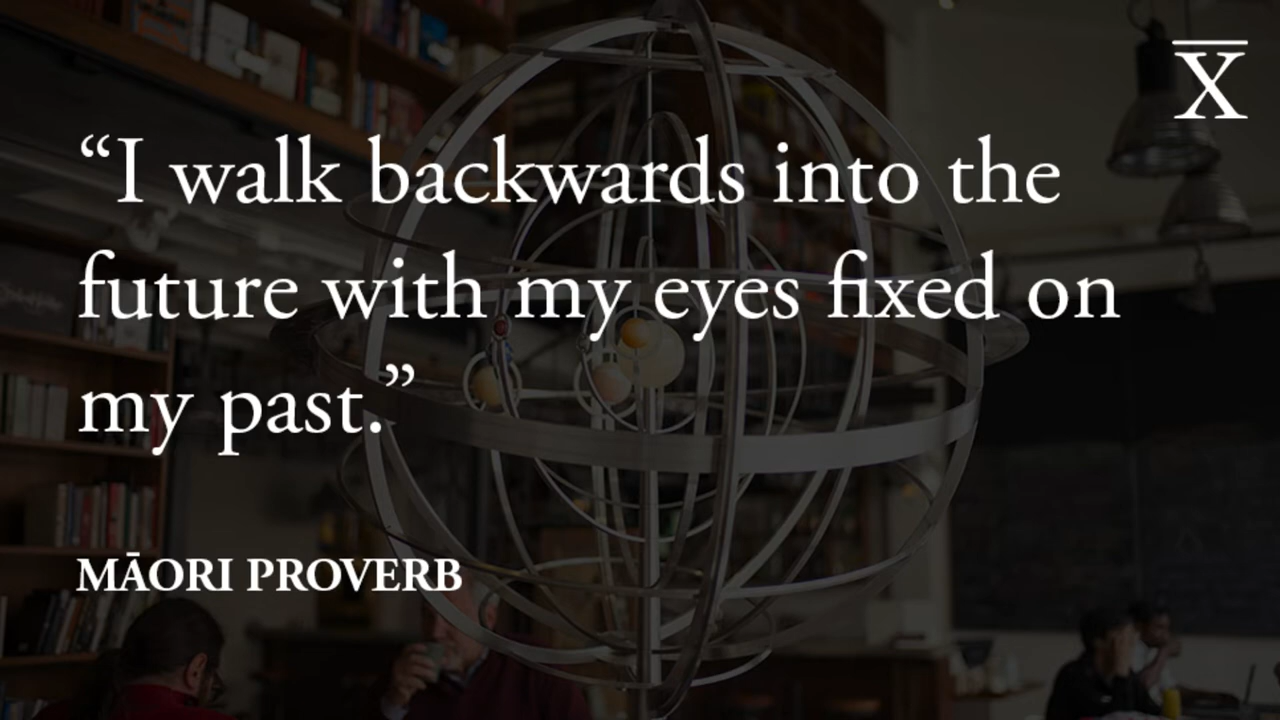 X̅
“I walk backwards into the
future with my eyes fixed on
my past.”
MĀORI PROVERB